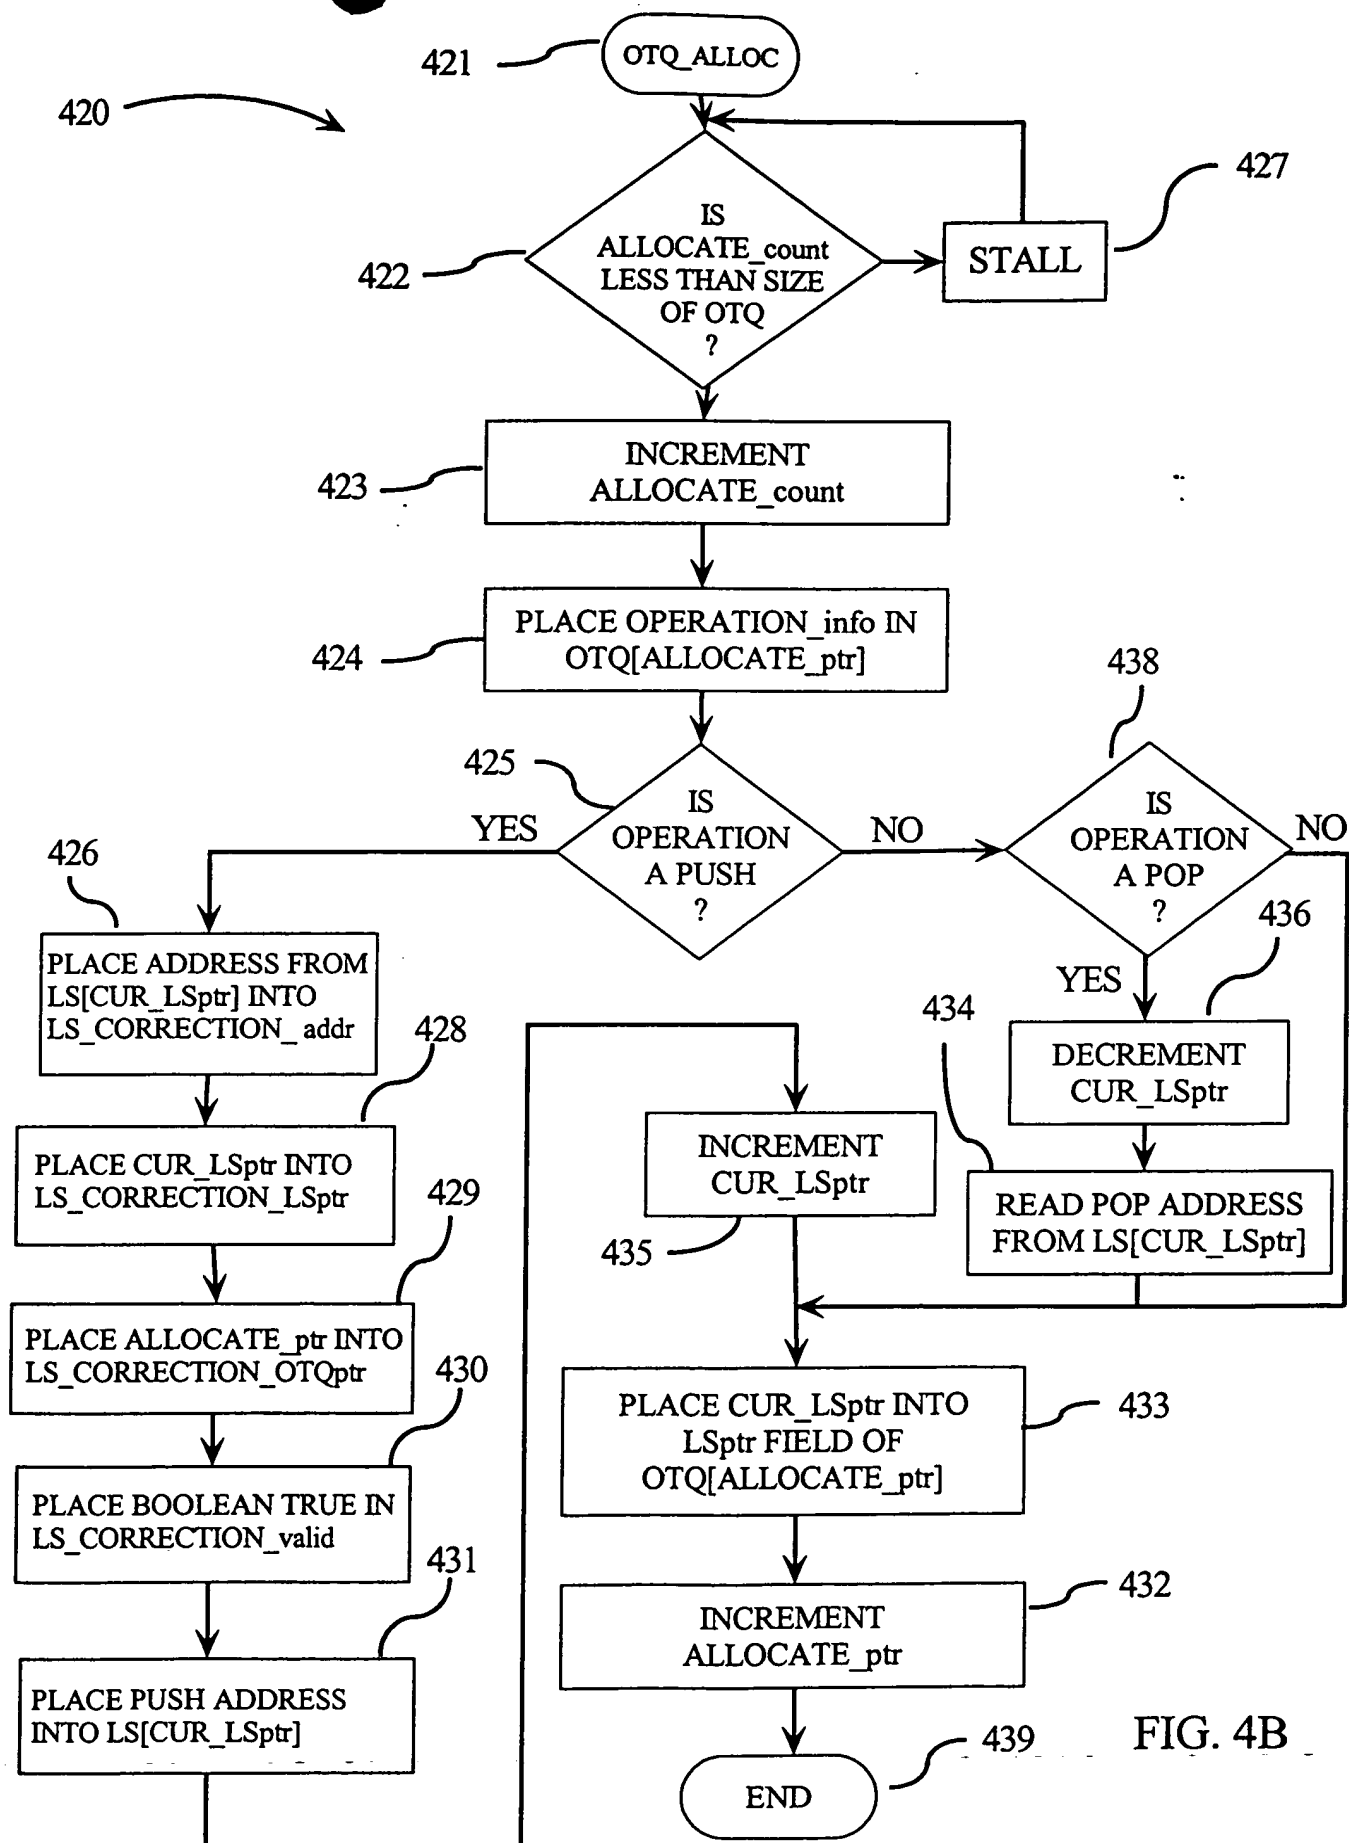 421
OTQ_ALLOC
420
427
IS
ALLOCATE_count
LESS THAN SIZE
OF OTQ
?
422
STALL
INCREMENT
ALLOCATE_count
423
PLACE OPERATION_info IN
OTQ[ALLOCATE_ptr]
424
438
425
IS
OPERATION
A PUSH
?
YES
NO
IS
OPERATION
A POP
?
NO
YES
426
PLACE ADDRESS FROM
LS[CUR_LSptr] INTO
LS_CORRECTION_ addr
428
PLACE CUR_LSptr INTO
LS_CORRECTION_LSptr
429
PLACE ALLOCATE_ptr INTO
LS_CORRECTION_OTQptr
430
PLACE BOOLEAN TRUE IN
LS_CORRECTION_valid
431
PLACE PUSH ADDRESS
INTO LS[CUR_LSptr]
436
DECREMENT
CUR_LSptr
434
READ POP ADDRESS
FROM LS[CUR_LSptr]
INCREMENT
CUR_LSptr
435
PLACE CUR_LSptr INTO
LSptr FIELD OF
OTQ[ALLOCATE_ptr]
433
INCREMENT
ALLOCATE_ptr
432
END
439
FIG. 4B